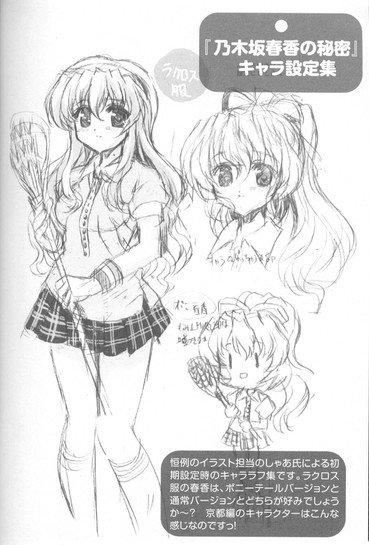 『乃木坂春香の秘密』
キャラ設定集
ラクロス
服
恒例のイラスト担当のしゃあ氏による初
期設定時のキャララフ集です。ラクロス
服の春香は、ポニーテールバージョンと
通常バージョンとどちらが好みでしょう
か～?　京都編のキャラクターはこんな
感じなのですっ!